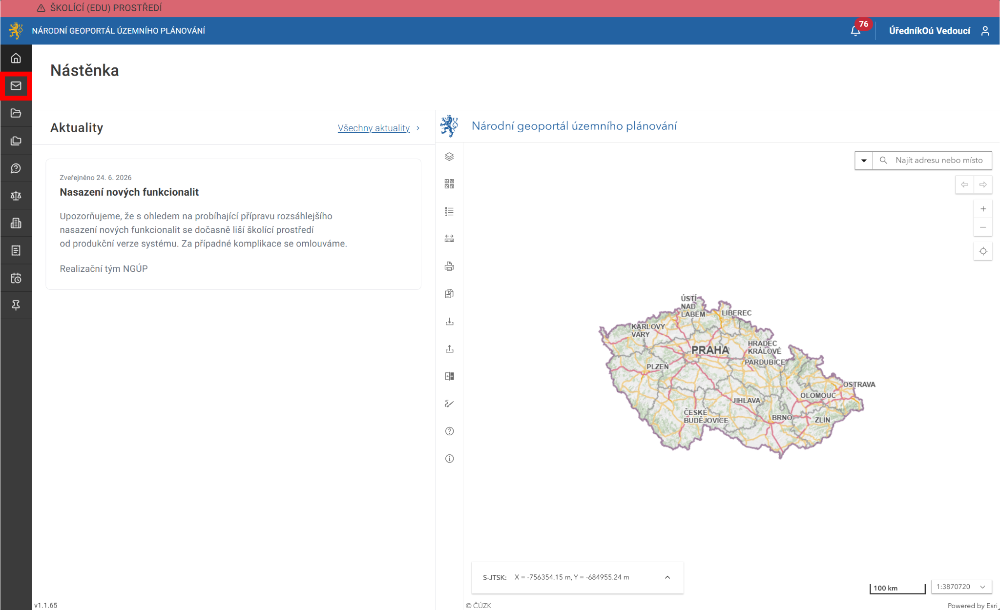 ŠKOLÍCÍ (EDU) PROSTŘEDÍ
NÁRODNÍ GEOPORTÁL ÚZEMNÍHO PLÁNOVÁNÍ
76
ÚředníkOú Vedoucí
Nástěnka
Aktuality
Všechny aktuality
Zveřejněno 24. 6. 2026
Nasazení nových funkcionalit
Upozorňujeme, že s ohledem na probíhající přípravu rozsáhlejšího
nasazení nových funkcionalit se dočasně liší školící prostředí
od produkční verze systému. Za případné komplikace se omlouváme.
Realizační tým NGÚP
Národní geoportál územního plánování
Najít adresu nebo místo
ÚSTÍ
NAD
LABEM
LIBEREC
KARLOVY
VARY
HRADEC
KRÁLOVÉ
PRAHA
PARDUBICE
PLZEŇ
OSTRAVA
OLOMOUC
JIHLAVA
ČESKÉ
BUDĚJOVICE
BRNO
ZLÍN
S-JTSK: X = -756354.15 m, Y = -684955.24 m
100 km
1:3870720
v1.1.65
© ČÚZK
Powered by Esri